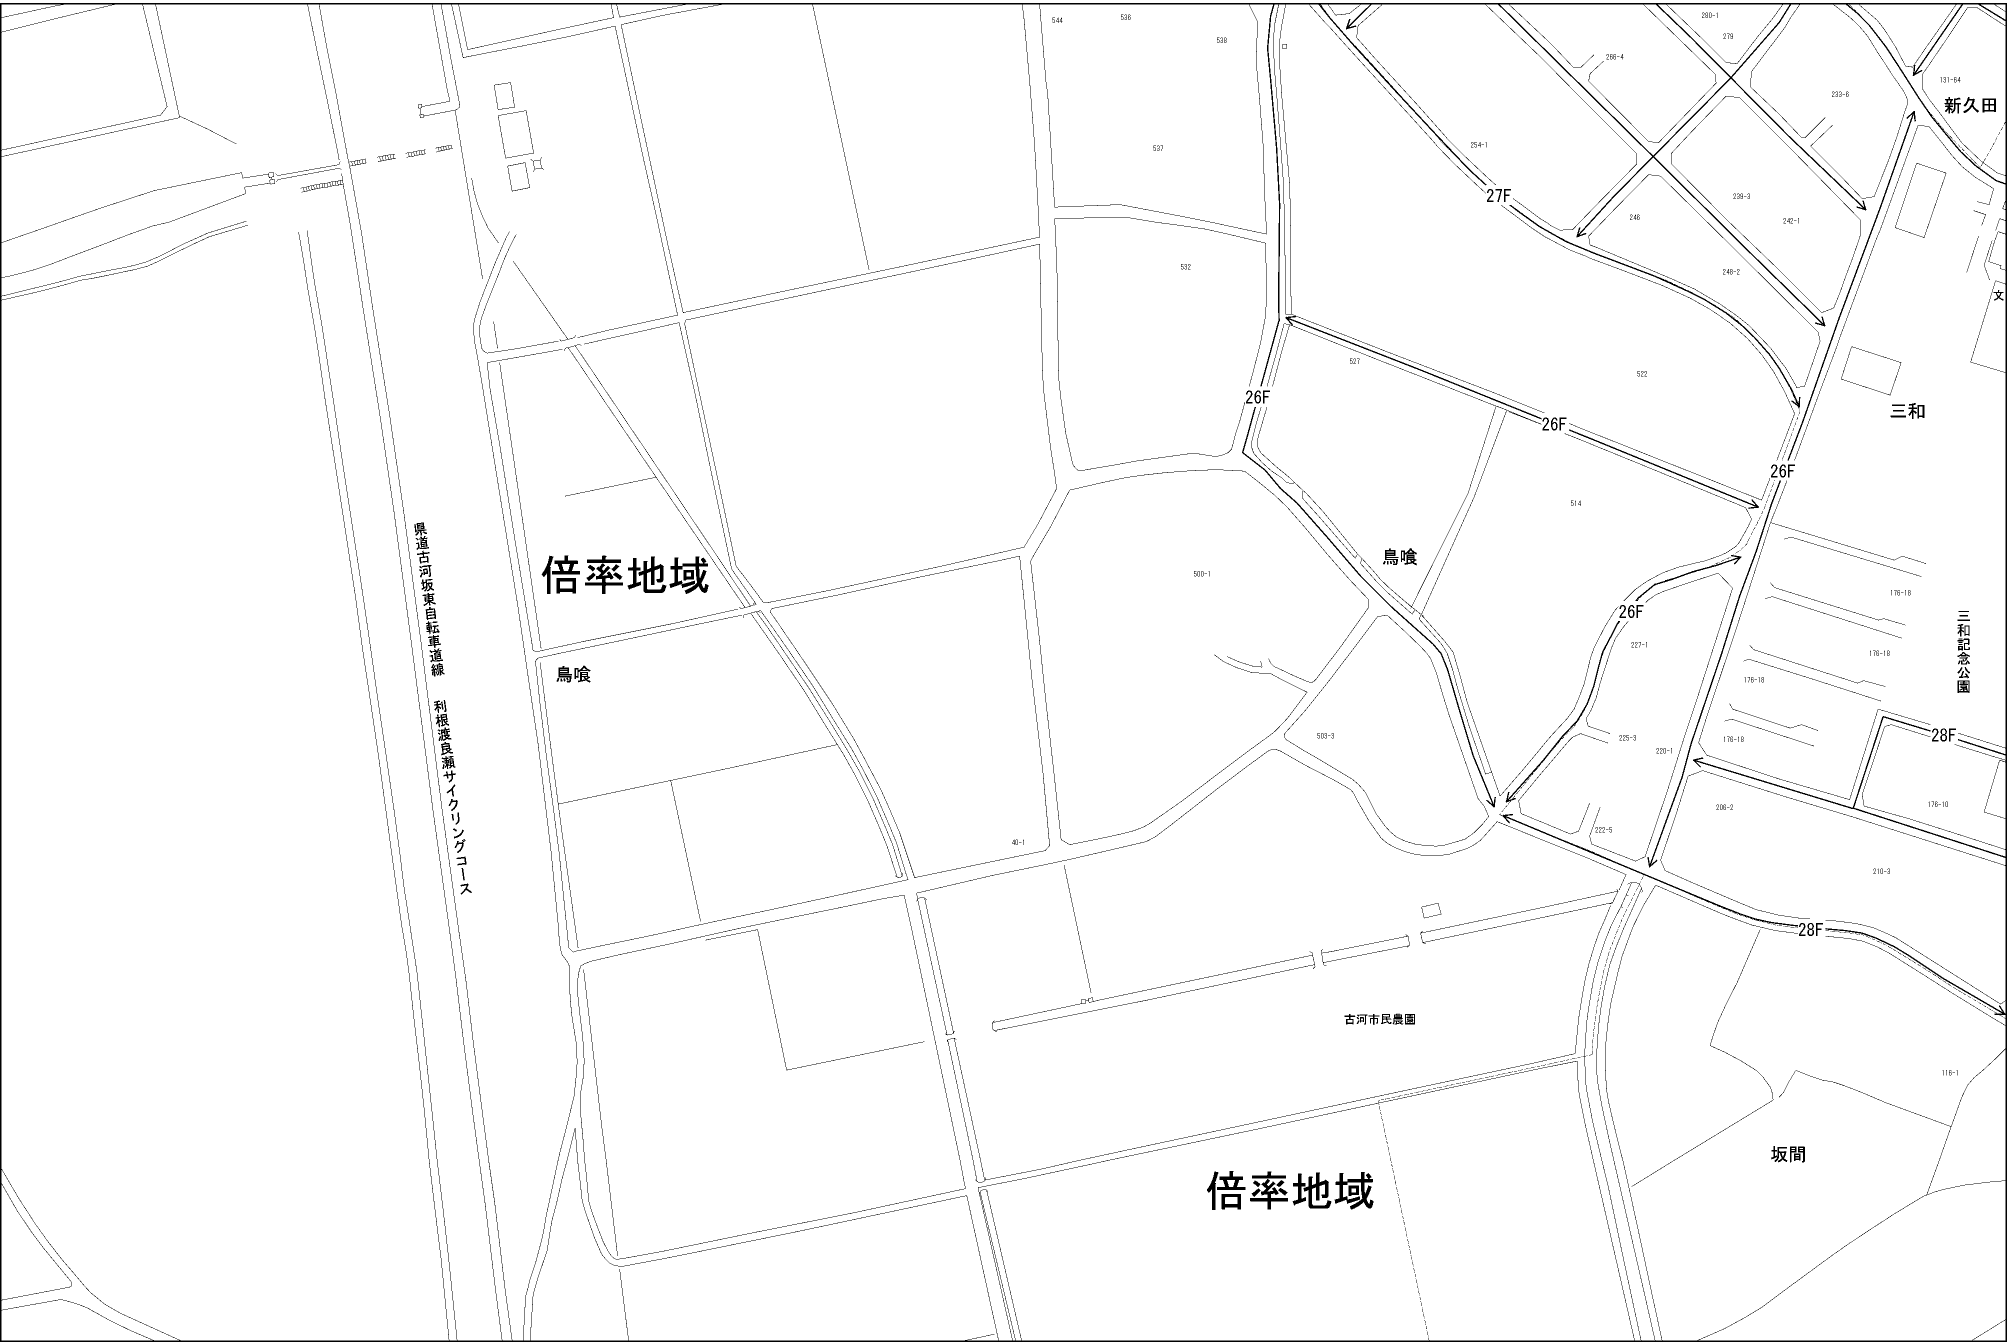 544
536
538
280-1
279
266-4
131-64
233-6
新久田
537
254-1
27F
239-3
246
242-1
532
248-2
文
527
522
26F
三和
26F
26F
514
県道古河坂東自転車道線
利根渡良瀬サイクリングコース
倍率地域
鳥喰
500-1
鳥喰
26F
227-1
176-18
176-18
176-18
176-18
三和記念公園
503-3
225-3
220-1
28F
176-10
206-2
222-5
40-1
210-3
28F
古河市民農園
116-1
坂間
倍率地域